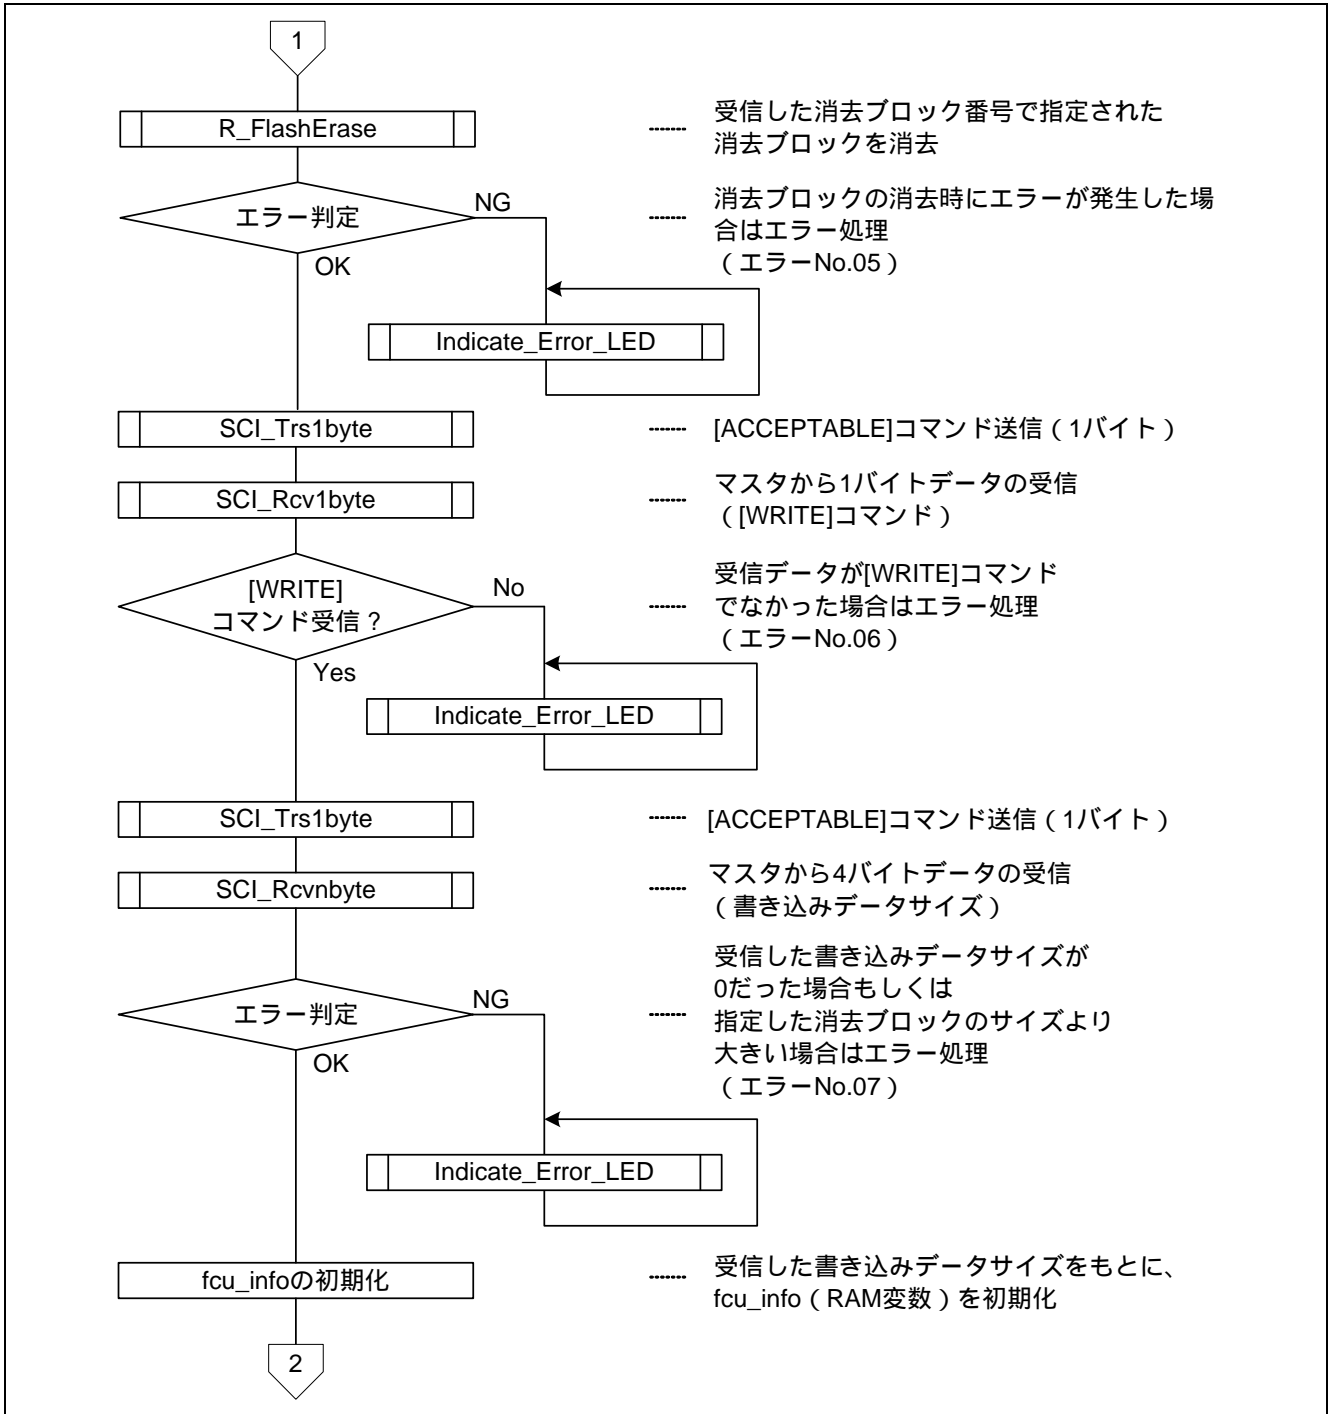 1
R_FlashErase
受信した消去ブロック番号で指定された
消去ブロックを消去
エラー判定
NG
OK
消去ブロックの消去時にエラーが発生した場
合はエラー処理
（エラーNo.05）
Indicate_Error_LED
SCI_Trs1byte
[ACCEPTABLE]コマンド送信（1バイト）
SCI_Rcv1byte
マスタから1バイトデータの受信
（[WRITE]コマンド）
[WRITE]
コマンド受信？
No
Yes
受信データが[WRITE]コマンド
でなかった場合はエラー処理
（エラーNo.06）
Indicate_Error_LED
SCI_Trs1byte
[ACCEPTABLE]コマンド送信（1バイト）
SCI_Rcvnbyte
マスタから4バイトデータの受信
（書き込みデータサイズ）
エラー判定
NG
OK
受信した書き込みデータサイズが
0だった場合もしくは
指定した消去ブロックのサイズより
大きい場合はエラー処理
（エラーNo.07）
Indicate_Error_LED
fcu_infoの初期化
受信した書き込みデータサイズをもとに、
fcu_info（RAM変数）を初期化
2